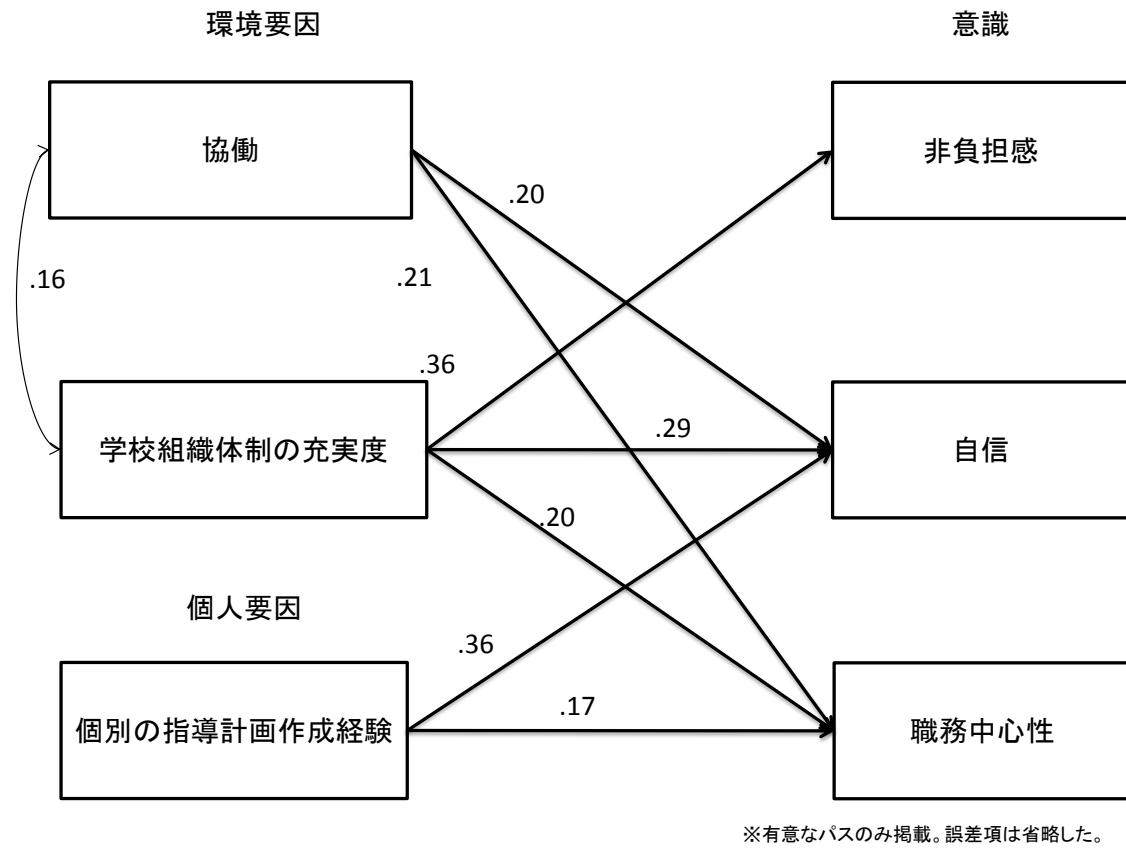 環境要因
意識
協働
非負担感
.20
.16
.21
.36
学校組織体制の充実度
.29
自信
.20
個人要因
.36
個別の指導計画作成経験
.17
職務中心性
※有意なパスのみ掲載。誤差項は省略した。